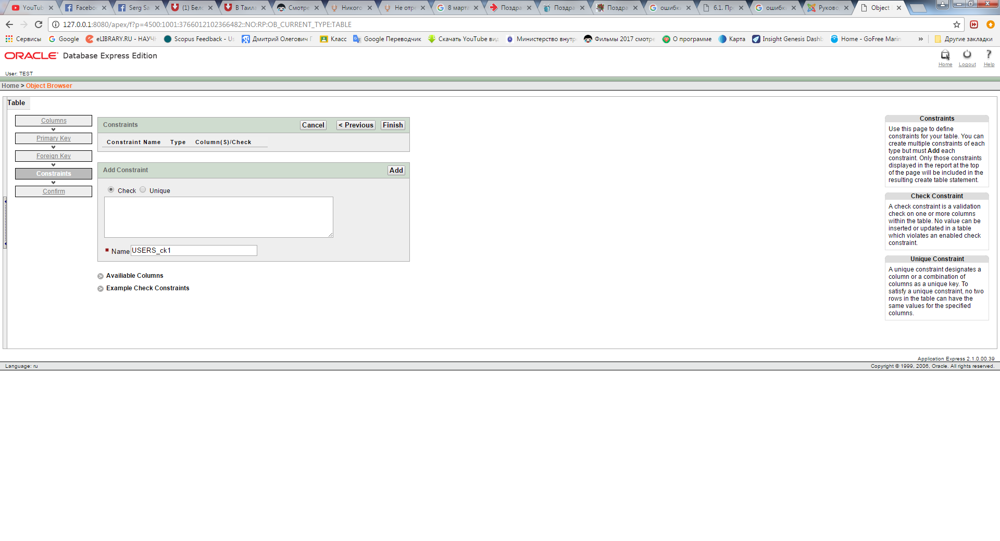 YouTub
Facebo
Serg Sa
(1) Бело
В Таила
Смотре
Никого
Не отре
8 марта
Поздра
Поздра
Поздра
ошибки
6.1. Пр
ошибк
Руково
Object
127.0.0.1:8080/apex/f?p=4500:1001:3766012102366482::NO:RP:OB_CURRENT_TYPE:TABLE
Сервисы
Google
eLIBRARY.RU - НАУЧН
Scopus Feedback - Us
Дмитрий Олегович Г
Класс
Google Переводчик
Скачать YouTube вид
Министерство внутр
Фильмы 2017 смотре
О программе
Карта
Insight Genesis Dashb
Home - GoFree Marin
» Другие закладки
ORACLE Database Express Edition
Home Logout Help
User: TEST
Home > Object Browser
Table
Columns
Primary Key
Foreign Key
Constraints
Confirm
Constraints Cancel < Previous Finish
Constraint Name Type Column(S)/Check
Add Constraint Add
Check Unique
* Name USERS_ck1
Availiable Columns
Example Check Constraints
Constraints
Use this page to define
constraints for your table. You can
create multiple constraints of each
type but must Add each
constraint. Only those constraints
displayed in the report at the top
of the page will be included in the
resulting create table statement.
Check Constraint
A check constraint is a validation
check on one or more columns
within the table. No value can be
inserted or updated in a table
which violates an enabled check
constraint.
Unique Constraint
A unique constraint designates a
column or a combination of
columns as a unique key. To
satisfy a unique constraint, no two
rows in the table can have the
same values for the specified
columns.
Application Express 2.1.0.00.39
Language: ru
Copyright © 1999, 2006, Oracle. All rights reserved.